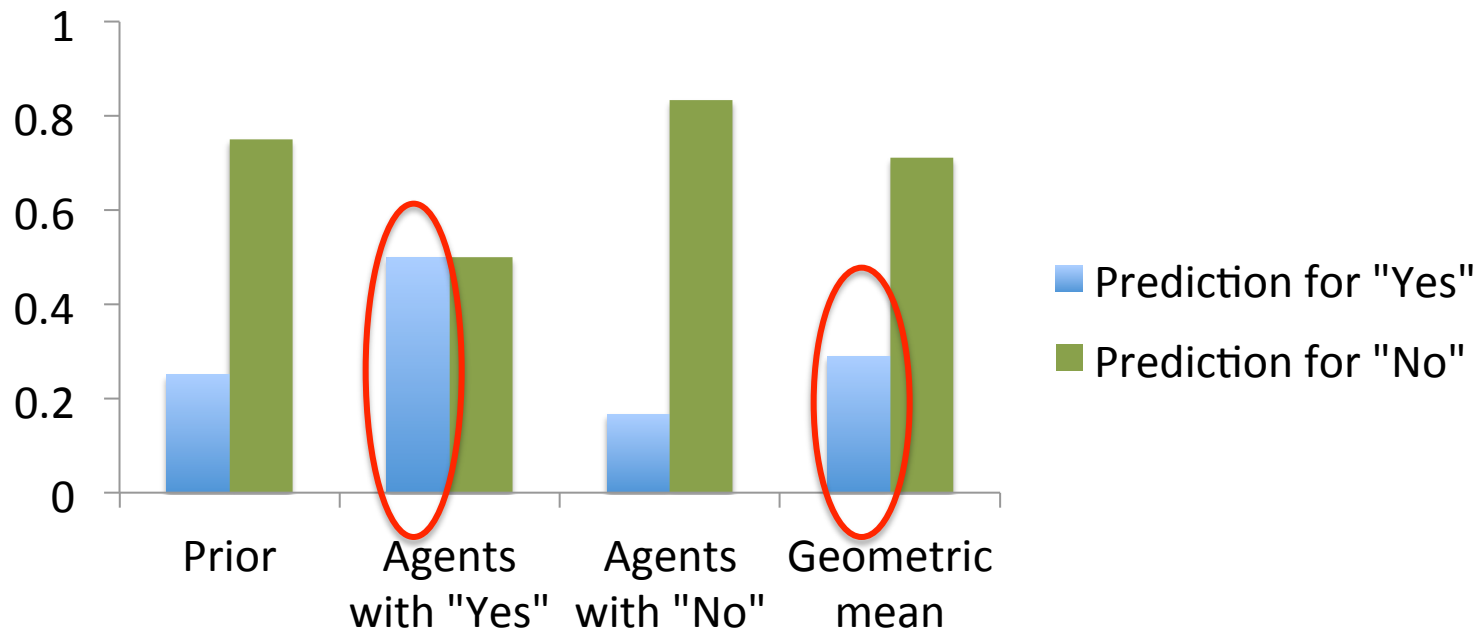 1
0.8
0.6
0.4
0.2
0
Prior
Agents
with "Yes"
Agents
with "No"
Geometric
mean
Prediction for "Yes"
Prediction for "No"